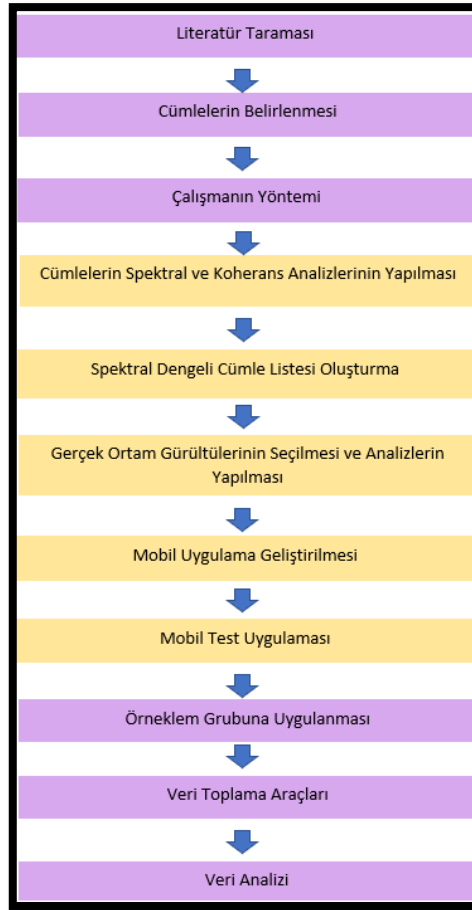 Literatür Taraması
Cümlelerin Belirlenmesi
Çalışmanın Yöntemi
Cümlelerin Spektral ve Koherans Analizlerinin Yapılması
Spektral Dengeli Cümle Listesi Oluşturma
Gerçek Ortam Gürültülerinin Seçilmesi ve Analizlerin
Yapılması
Mobil Uygulama Geliştirilmesi
Mobil Test Uygulaması
Örneklem Grubuna Uygulanması
Veri Toplama Araçları
Veri Analizi